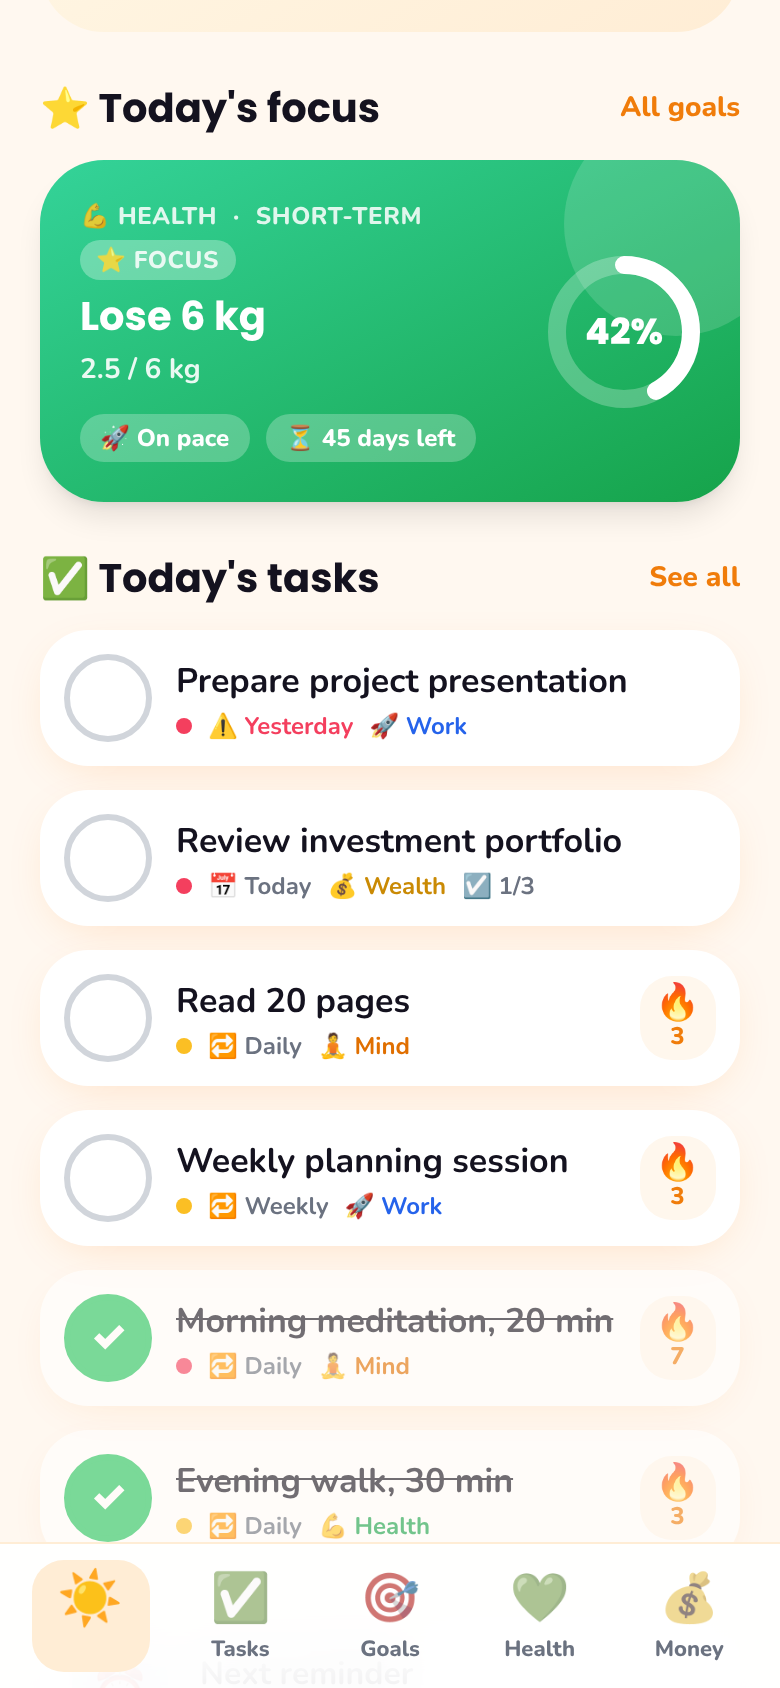 ⭐ Today's focus
All goals
💪 HEALTH · SHORT-TERM
⭐ FOCUS
Lose 6 kg
2.5 / 6 kg
42%
🚀 On pace
⏳ 45 days left
✅ Today's tasks
See all
Prepare project presentation
⚠️ Yesterday 🚀 Work
Review investment portfolio
📅 Today 💰 Wealth ☑️ 1/3
Read 20 pages
🔁 Daily 🧘 Mind
🔥
3
Weekly planning session
🔁 Weekly 🚀 Work
🔥
3
Morning meditation, 20 min
🔁 Daily 🧘 Mind
🔥
7
Evening walk, 30 min
🔁 Daily 💪 Health
🔥
3
Next reminder
Tasks
Goals
Health
Money